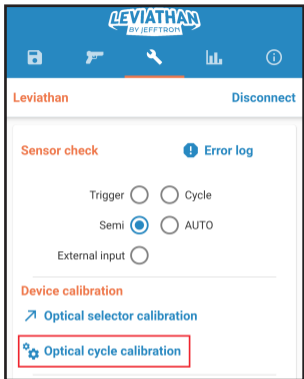 LEVIATHAN
BY JEFFTRON
Leviathan Disconnect
Sensor check Error log
Trigger Cycle
Semi AUTO
External input
Device calibration
Optical selector calibration
Optical cycle calibration